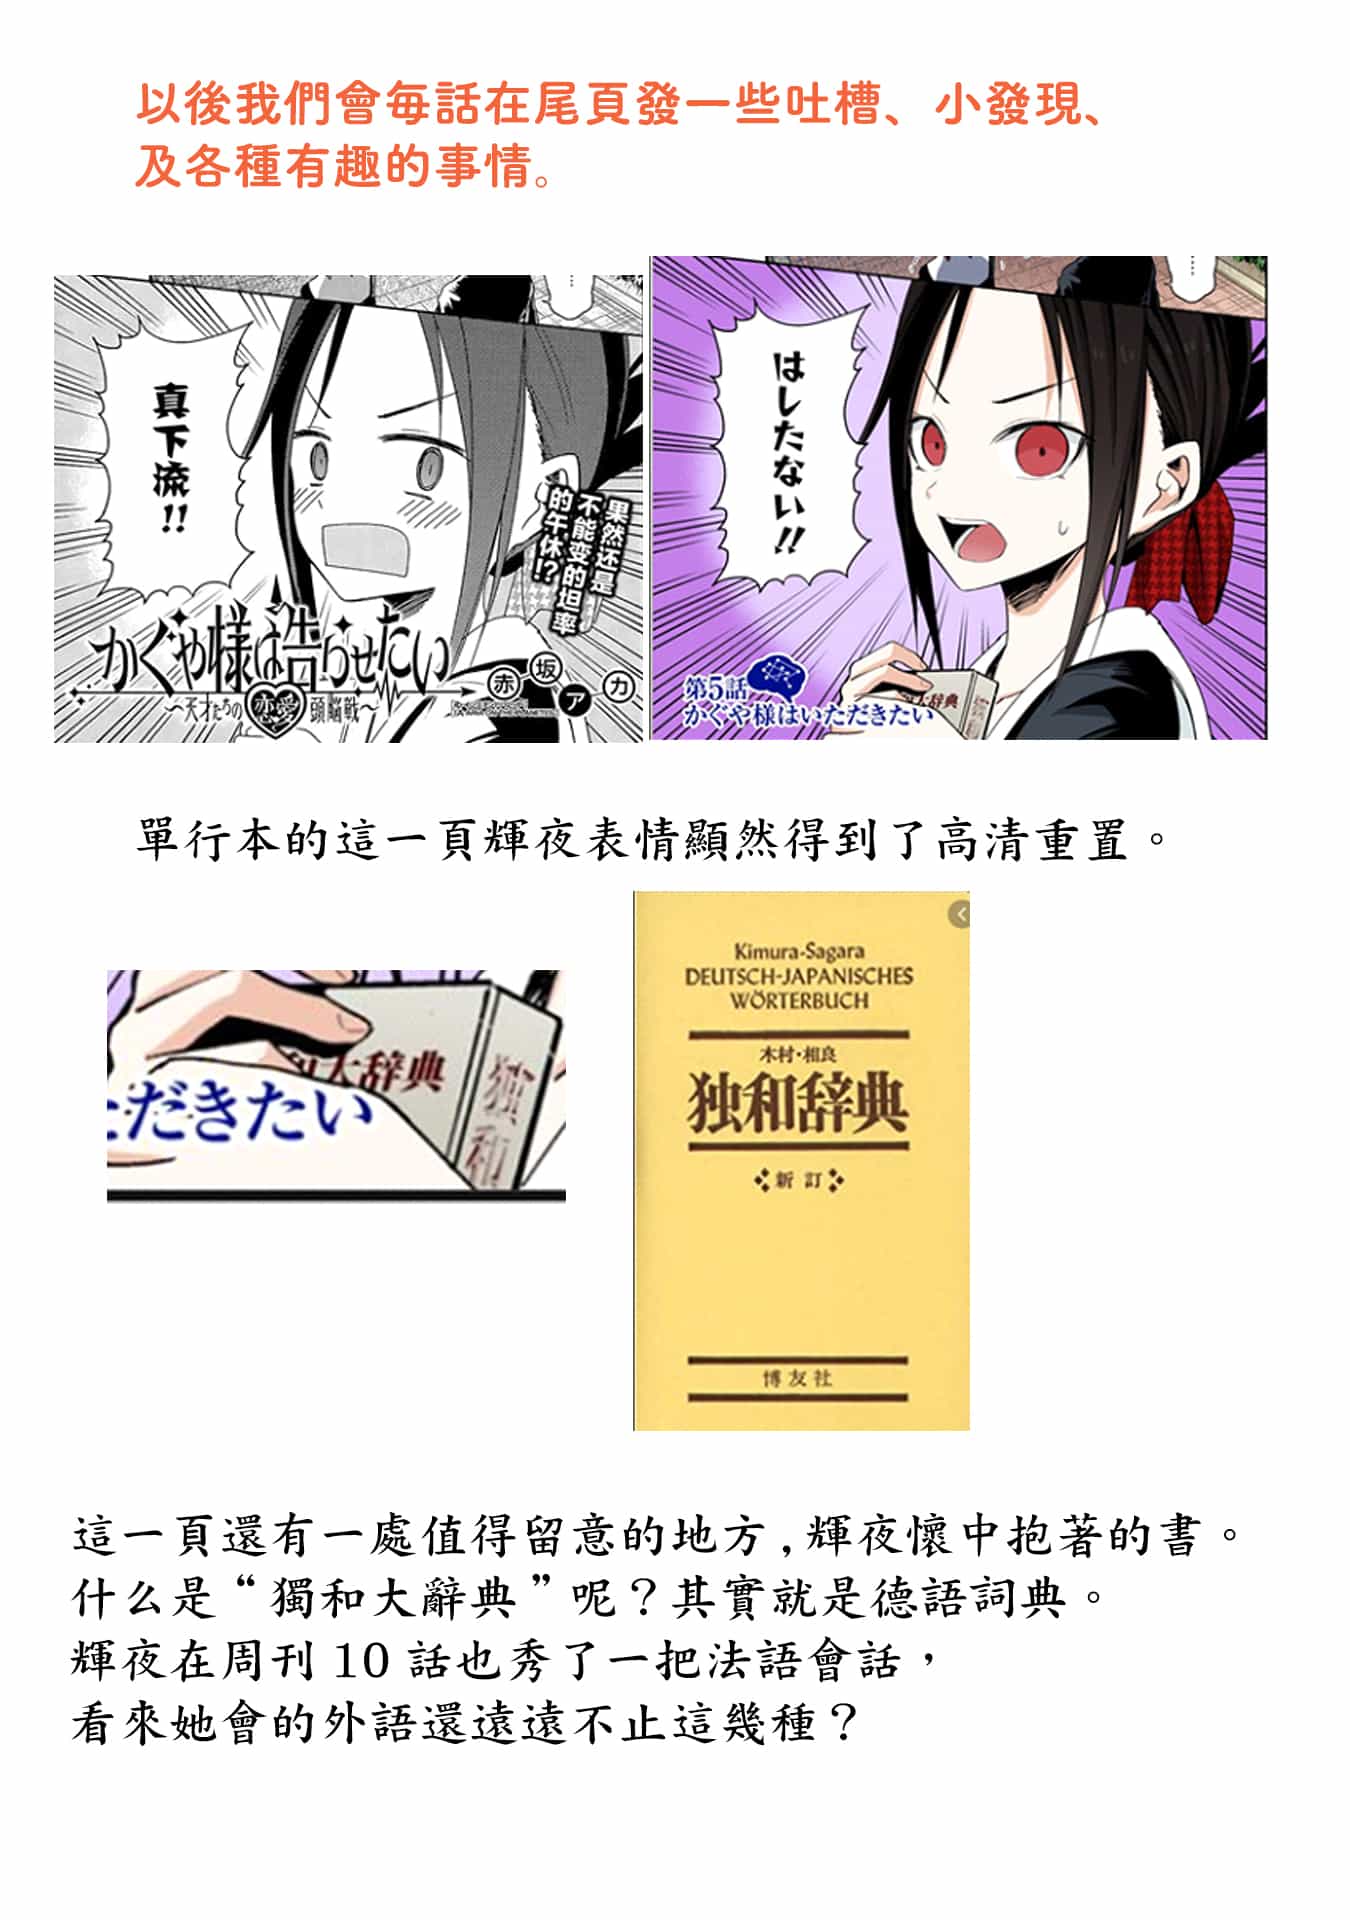 以後我們會每話在尾頁發一些吐槽、小發現、
及各種有趣的事情。
真下流!!
果然还是
不能变的坦率
的午休!?
かぐや様は告らせたい
～天才たちの恋愛頭脳戦～
赤坂アカ
はしたない!!
大辞典
第5話
かぐや様はいただきたい
單行本的這一頁輝夜表情顯然得到了高清重置。
和大辞典
獨和
ただきたい
Kimura-Sagara
DEUTSCH-JAPANISCHES
WÖRTERBUCH
木村・相良
独和辞典
新訂
博友社
這一頁還有一處值得留意的地方,輝夜懷中抱著的書。
什么是“獨和大辭典”呢？其實就是德語詞典。
輝夜在周刊10話也秀了一把法語會話，
看來她會的外語還遠遠不止這幾種？